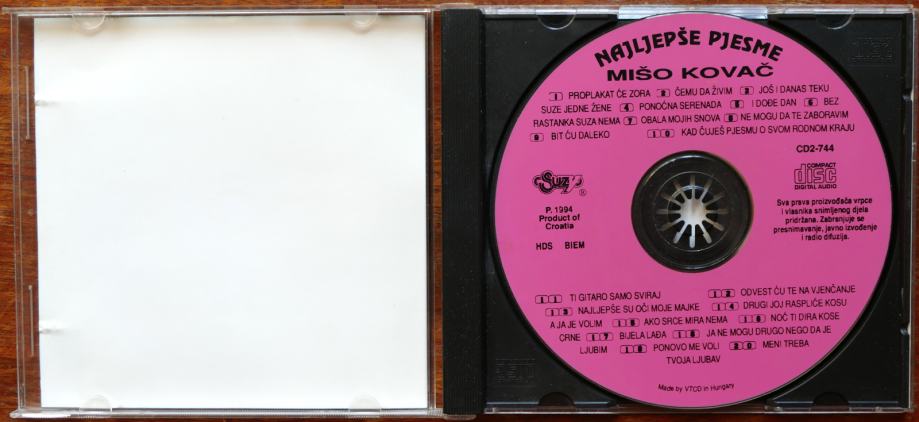 NAJLJEPŠE PJESME
MIŠO KOVAČ
1 PROPLAKAT ĆE ZORA 2 ČEMU DA ŽIVIM 3 JOŠ I DANAS TEKU
SUZE JEDNE ŽENE 4 PONOĆNA SERENADA 5 I DOĐE DAN 6 BEZ
RASTANKA SUZA NEMA 7 OBALA MOJIH SNOVA 8 NE MOGU DA TE ZABORAVIM
9 BIT ĆU DALEKO 10 KAD ČUJEŠ PJESMU O SVOM RODNOM KRAJU
CD2-744
COMPACT
disc
DIGITAL AUDIO
Suzy ®
P. 1994
Product of
Croatia
HDS BIEM
Sva prava proizvođača vrpce
i vlasnika snimljenog djela
pridržana. Zabranjuje se
presnimavanje, javno izvođenje
i radio difuzija.
11 TI GITARO SAMO SVIRAJ 12 ODVEST ĆU TE NA VJENČANJE
13 NAJLJEPŠE SU OČI MOJE MAJKE 14 DRUGI JOJ RASPLIĆE KOSU
A JA JE VOLIM 15 AKO SRCE MIRA NEMA 16 NOĆ TI DIRA KOSE
CRNE 17 BIJELA LAĐA 18 JA NE MOGU DRUGO NEGO DA JE
LJUBIM 19 PONOVO ME VOLI 20 MENI TREBA
TVOJA LJUBAV
Made by VTCD in Hungary